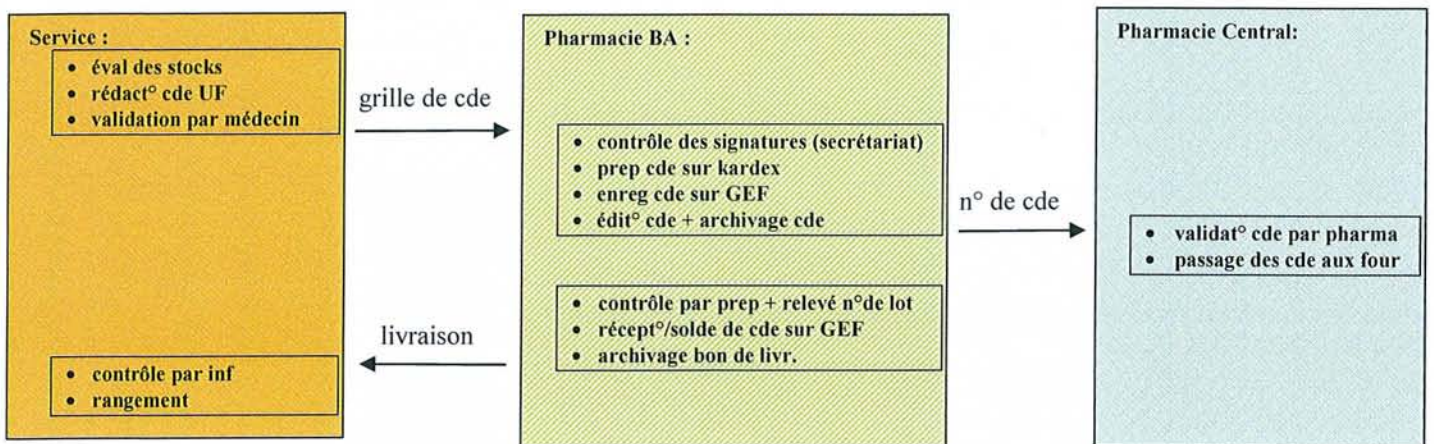 Service :
• éval des stocks
• rédact° cde UF
• validation par médecin
grille de cde
Pharmacie BA :
• contrôle des signatures (secrétariat)
• prep cde sur kardex
• enreg cde sur GEF
• édit° cde + archivage cde
n° de cde
Pharmacie Central:
• validat° cde par pharma
• passage des cde aux four
• contrôle par prep + relevé n°de lot
• récept°/solde de cde sur GEF
• archivage bon de livr.
livraison
• contrôle par inf
• rangement